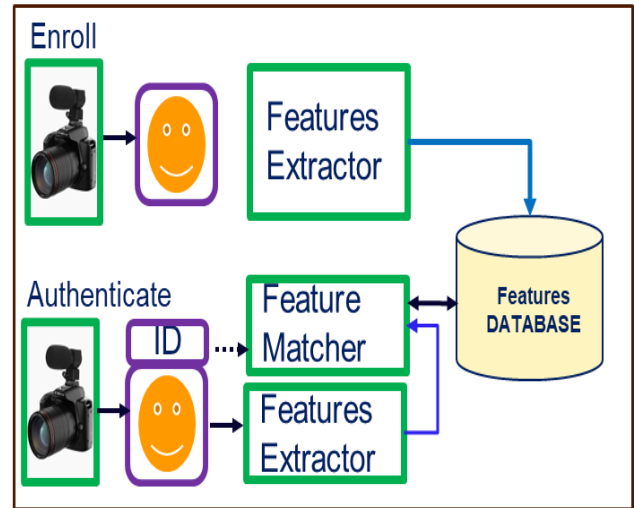 Enroll
Features
Extractor
Authenticate
ID
Feature
Matcher
Features
DATABASE
Features
Extractor